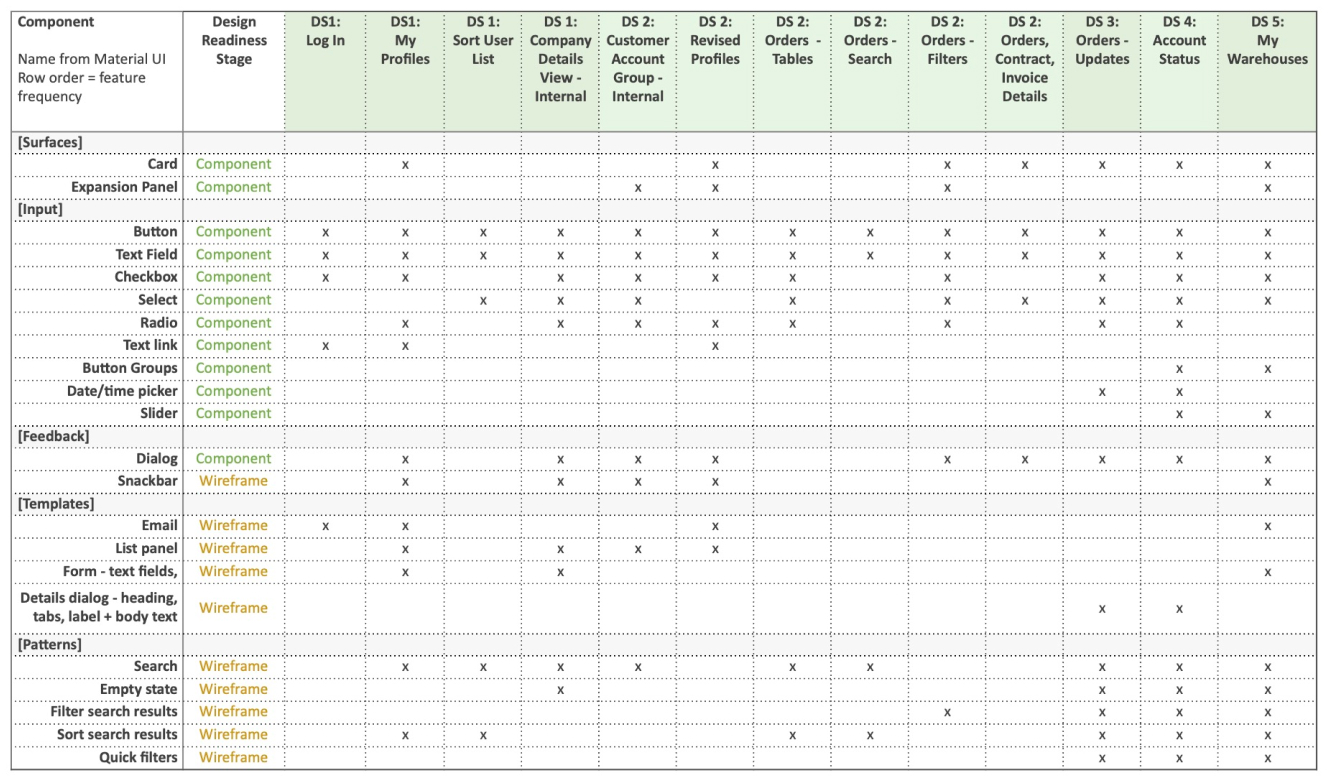 Component
Name from Material UI
Row order = feature
frequency
Design
Readiness
Stage
DS1:
Log In
DS1:
My
Profiles
DS 1:
Sort User
List
DS 1:
Company
Details
View -
Internal
DS 2:
Customer
Account
Group -
Internal
DS 2:
Revised
Profiles
DS 2:
Orders -
Tables
DS 2:
Orders -
Search
DS 2:
Orders -
Filters
DS 2:
Orders,
Contract,
Invoice
Details
DS 3:
Orders -
Updates
DS 4:
Account
Status
DS 5:
My
Warehouses
[Surfaces]
Card Component x x x x x x x
Expansion Panel Component x x x x
[Input]
Button Component x x x x x x x x x x x x x
Text Field Component x x x x x x x x x x x x x
Checkbox Component x x x x x x x x x x
Select Component x x x x x x x x x
Radio Component x x x x x x x x
Text link Component x x x
Button Groups Component x x
Date/time picker Component x x
Slider Component x x
[Feedback]
Dialog Component x x x x x x x x x
Snackbar Wireframe x x x x x
[Templates]
Email Wireframe x x x x
List panel Wireframe x x x x
Form - text fields, Wireframe x x x
Details dialog - heading,
tabs, label + body text Wireframe x x
[Patterns]
Search Wireframe x x x x x x x x x
Empty state Wireframe x x x x
Filter search results Wireframe x x x x
Sort search results Wireframe x x x x x x x
Quick filters Wireframe x x x